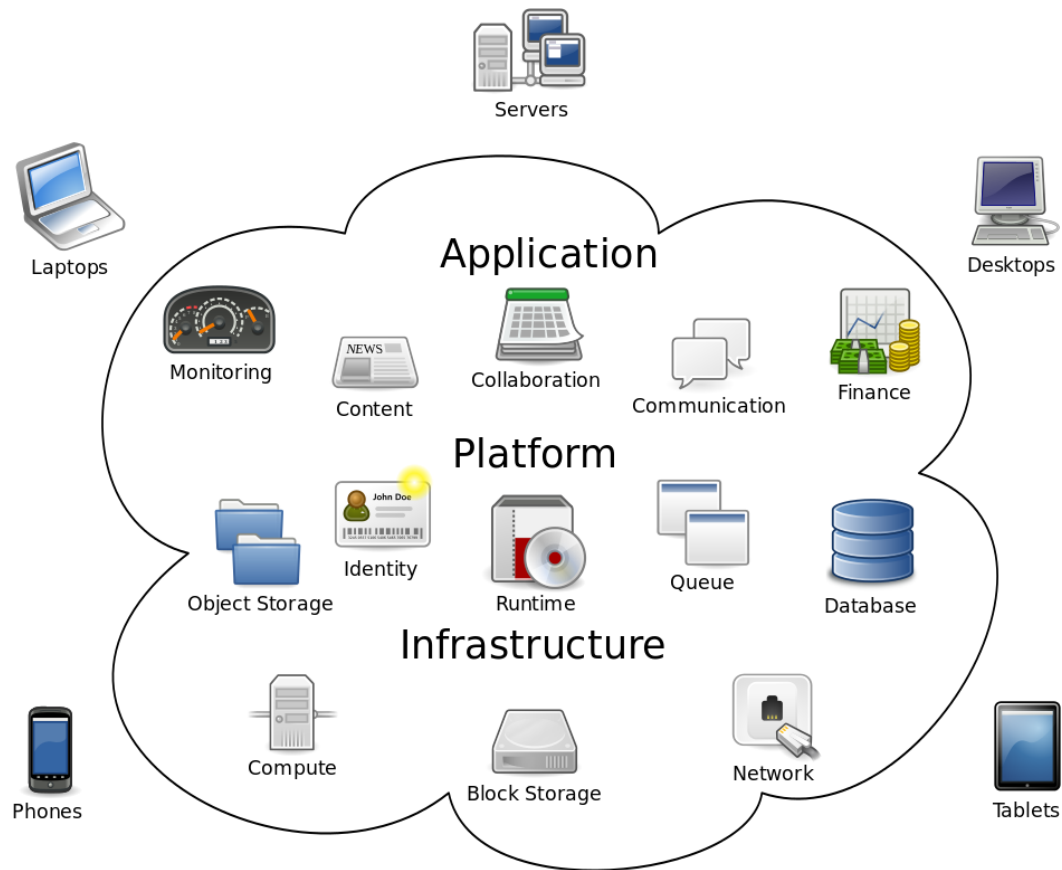 Servers
Laptops
Desktops
Application
Monitoring
NEWS
Content
Collaboration
Communication
Finance
Platform
Object Storage
John Doe
Identity
Runtime
Queue
Database
Infrastructure
Compute
Block Storage
Network
Phones
Tablets